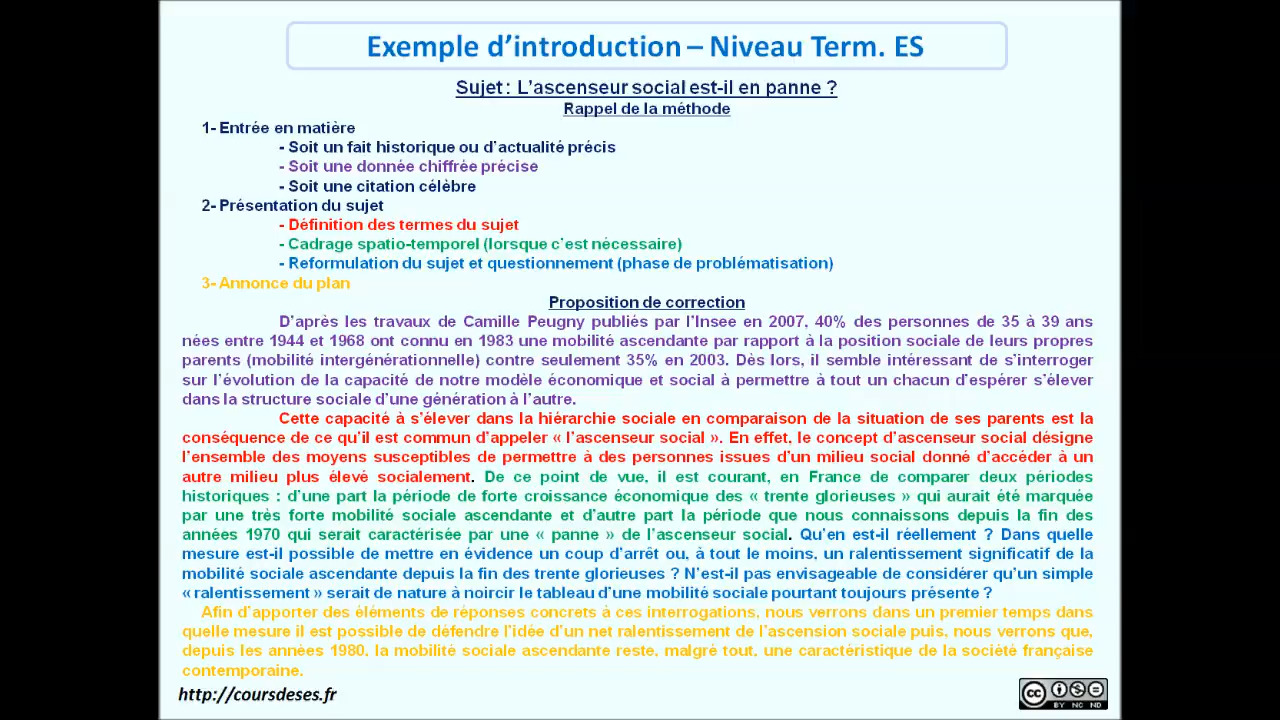 Exemple d'introduction – Niveau Term. ES
Sujet : L'ascenseur social est-il en panne ?
Rappel de la méthode
1- Entrée en matière
- Soit un fait historique ou d'actualité précis
- Soit une donnée chiffrée précise
- Soit une citation célèbre
2- Présentation du sujet
- Définition des termes du sujet
- Cadrage spatio-temporel (lorsque c'est nécessaire)
- Reformulation du sujet et questionnement (phase de problématisation)
3- Annonce du plan
Proposition de correction
D'après les travaux de Camille Peugny publiés par l'Insee en 2007, 40% des personnes de 35 à 39 ans
nées entre 1944 et 1968 ont connu en 1983 une mobilité ascendante par rapport à la position sociale de leurs propres
parents (mobilité intergénérationnelle) contre seulement 35% en 2003. Dès lors, il semble intéressant de s'interroger
sur l'évolution de la capacité de notre modèle économique et social à permettre à tout un chacun d'espérer s'élever
dans la structure sociale d'une génération à l'autre.
Cette capacité à s'élever dans la hiérarchie sociale en comparaison de la situation de ses parents est la
conséquence de ce qu'il est commun d'appeler « l'ascenseur social ». En effet, le concept d'ascenseur social désigne
l'ensemble des moyens susceptibles de permettre à des personnes issues d'un milieu social donné d'accéder à un
autre milieu plus élevé socialement. De ce point de vue, il est courant, en France de comparer deux périodes
historiques : d'une part la période de forte croissance économique des « trente glorieuses » qui aurait été marquée
par une très forte mobilité sociale ascendante et d'autre part la période que nous connaissons depuis la fin des
années 1970 qui serait caractérisée par une « panne » de l'ascenseur social. Qu'en est-il réellement ? Dans quelle
mesure est-il possible de mettre en évidence un coup d'arrêt ou, à tout le moins, un ralentissement significatif de la
mobilité sociale ascendante depuis la fin des trente glorieuses ? N'est-il pas envisageable de considérer qu'un simple
« ralentissement » serait de nature à noircir le tableau d'une mobilité sociale pourtant toujours présente ?
Afin d'apporter des éléments de réponses concrets à ces interrogations, nous verrons dans un premier temps dans
quelle mesure il est possible de défendre l'idée d'un net ralentissement de l'ascension sociale puis, nous verrons que,
depuis les années 1980, la mobilité sociale ascendante reste, malgré tout, une caractéristique de la société française
contemporaine.
http://coursdeses.fr
cc
BY NC ND